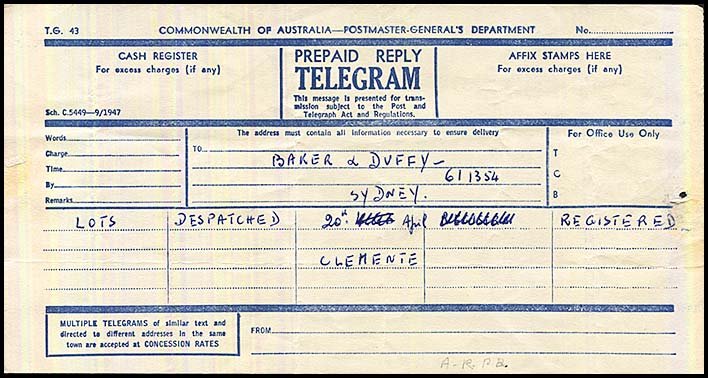 T.G. 43 COMMONWEALTH OF AUSTRALIA—POSTMASTER-GENERAL'S DEPARTMENT No.
CASH REGISTER
For excess charges (if any)
PREPAID REPLY
TELEGRAM
This message is presented for trans-
mission subject to the Post and
Telegraph Act and Regulations.
AFFIX STAMPS HERE
For excess charges (if any)
Sch. C.5449—9/1947
Words
Charge
Time
By
Remarks
The address must contain all information necessary to ensure delivery
TO
BAKER & DUFFY—
611354
SYDNEY.
For Office Use Only
T
C
B
LOTS DESPATCHED 20th April REGISTERED
CLEMENTE
MULTIPLE TELEGRAMS of similar text and
directed to different addresses in the same
town are accepted at CONCESSION RATES
FROM